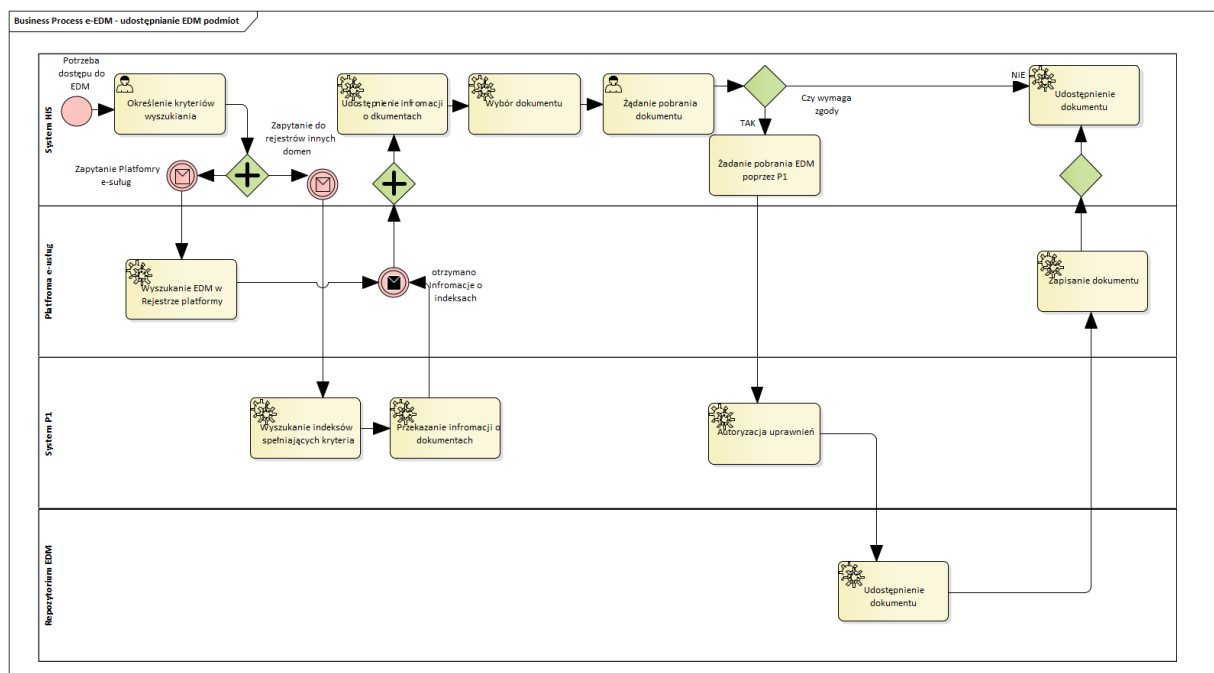 Business Process e-EDM - udostępnianie EDM podmiot
System HIS
Potrzeba
dostępu do
EDM
Określenie kryteriów
wyszukiania
Zapytanie do
rejestrów innych
domen
Zapytanie Platfomry
e-suług
Udostępnienie infromacji
o dkumentach
Wybór dokumentu
Żądanie pobrania
dokumentu
Czy wymaga
zgody
NIE
TAK
Żadanie pobrania EDM
poprzez P1
Udostępnienie
dokumentu
Platfroma e-usług
Wyszukanie EDM w
Rejestrze platformy
otrzymano
infromacje o
indeksach
Zapisanie dokumentu
System P1
Wyszukanie indeksów
spełniających kryteria
Przekazanie infromacji o
dokumentach
Autoryzacja uprawnień
Repozytorium EDM
Udostępnienie
dokumentu